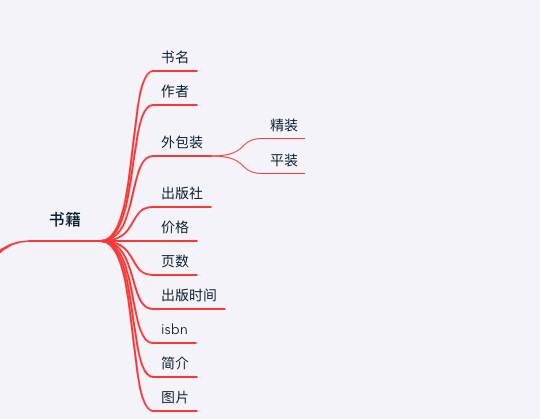 书籍
书名
作者
外包装
精装
平装
出版社
价格
页数
出版时间
isbn
简介
图片